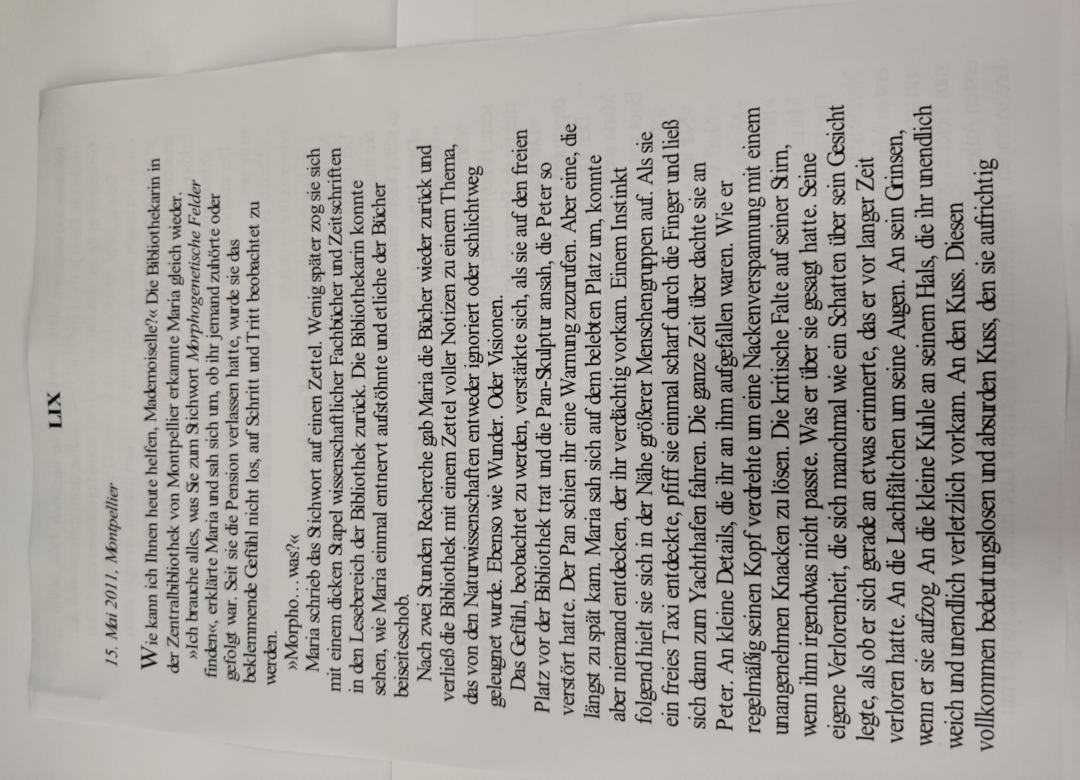 LIX
15. Mai 2011, Montpellier
Wie kann ich Ihnen heute helfen, Mademoiselle?« Die Bibliothekarin in
der Zentralbibliothek von Montpellier erkannte Maria gleich wieder.
»Ich brauche alles, was Sie zum Stichwort Morphogenetische Felder
finden«, erklärte Maria und sah sich um, ob ihr jemand zuhörte oder
gefolgt war. Seit sie die Pension verlassen hatte, wurde sie das
beklemmende Gefühl nicht los, auf Schritt und Tritt beobachtet zu
werden.
»Morpho… was?«
Maria schrieb das Stichwort auf einen Zettel. Wenig später zog sie sich
mit einem dicken Stapel wissenschaftlicher Fachbücher und Zeitschriften
in den Lesebereich der Bibliothek zurück. Die Bibliothekarin konnte
sehen, wie Maria einmal entnervt aufstöhnte und etliche der Bücher
beiseiteschob.
Nach zwei Stunden Recherche gab Maria die Bücher wieder zurück und
verließ die Bibliothek mit einem Zettel voller Notizen zu einem Thema,
das von den Naturwissenschaften entweder ignoriert oder schlichtweg
geleugnet wurde. Ebenso wie Wunder. Oder Visionen.
Das Gefühl, beobachtet zu werden, verstärkte sich, als sie auf den freien
Platz vor der Bibliothek trat und die Pan-Skulptur ansah, die Peter so
verstört hatte. Der Pan schien ihr eine Warnung zuzurufen. Aber eine, die
längst zu spät kam. Maria sah sich auf dem belebten Platz um, konnte
aber niemand entdecken, der ihr verdächtig vorkam. Einem Instinkt
folgend hielt sie sich in der Nähe größerer Menschengruppen auf. Als sie
ein freies Taxi entdeckte, pfiff sie einmal scharf durch die Finger und ließ
sich dann zum Yachthafen fahren. Die ganze Zeit über dachte sie an
Peter. An kleine Details, die ihr an ihm aufgefallen waren. Wie er
regelmäßig seinen Kopf verdrehte um eine Nackenverspannung mit einem
unangenehmen Knacken zu lösen. Die kritische Falte auf seiner Stirn,
wenn ihm irgendwas nicht passte. Was er über sie gesagt hatte. Seine
eigene Verlorenheit, die sich manchmal wie ein Schatten über sein Gesicht
legte, als ob er sich gerade an etwas erinnerte, das er vor langer Zeit
verloren hatte. An die Lachfältchen um seine Augen. An sein Grinsen,
wenn er sie aufzog. An die kleine Kuhle an seinem Hals, die ihr unendlich
weich und unendlich verletzlich vorkam. An den Kuss. Diesen
vollkommen bedeutungslosen und absurden Kuss, den sie aufrichtig